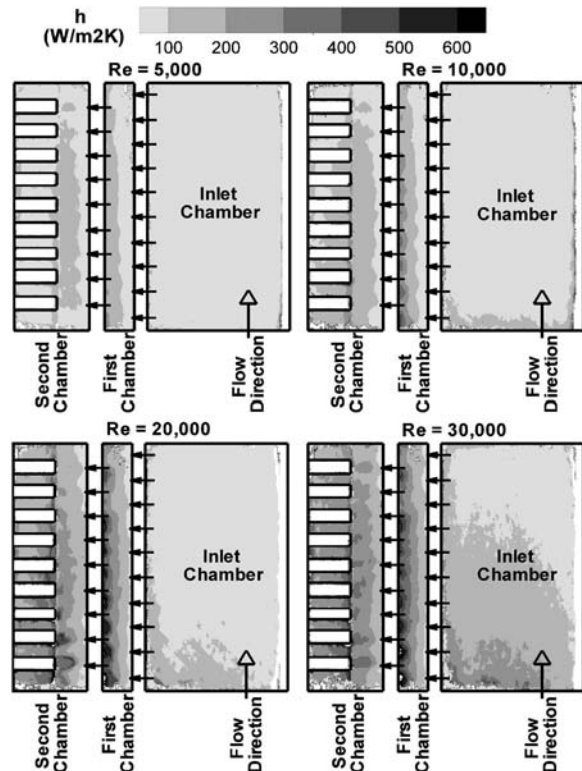 h
(W/m2K)
100 200 300 400 500 600
Re = 5,000
Re = 10,000
Inlet
Chamber
Inlet
Chamber
Second
Chamber
First
Chamber
Flow
Direction
Second
Chamber
First
Chamber
Flow
Direction
Re = 20,000
Re = 30,000
Inlet
Chamber
Inlet
Chamber
Second
Chamber
First
Chamber
Flow
Direction
Second
Chamber
First
Chamber
Flow
Direction